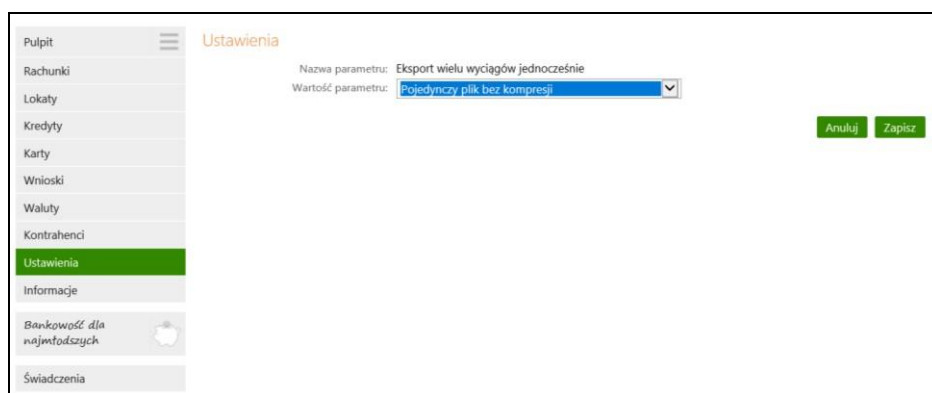 Pulpit
Rachunki
Lokaty
Kredyty
Karty
Wnioski
Waluty
Kontrahenci
Ustawienia
Informacje
Bankowość dla
najmłodszych
Świadczenia
Ustawienia
Nazwa parametru: Eksport wielu wyciągów jednocześnie
Wartość parametru: Pojedynczy plik bez kompresji
Anuluj Zapisz